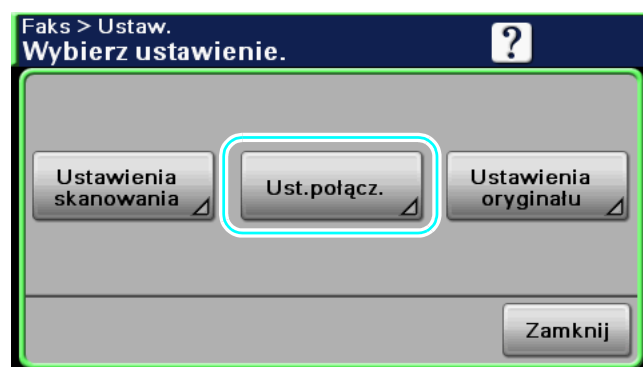 Faks > Ustaw.
Wybierz ustawienie.
?
Ustawienia
skanowania
Ust.połącz.
Ustawienia
oryginału
Zamknij